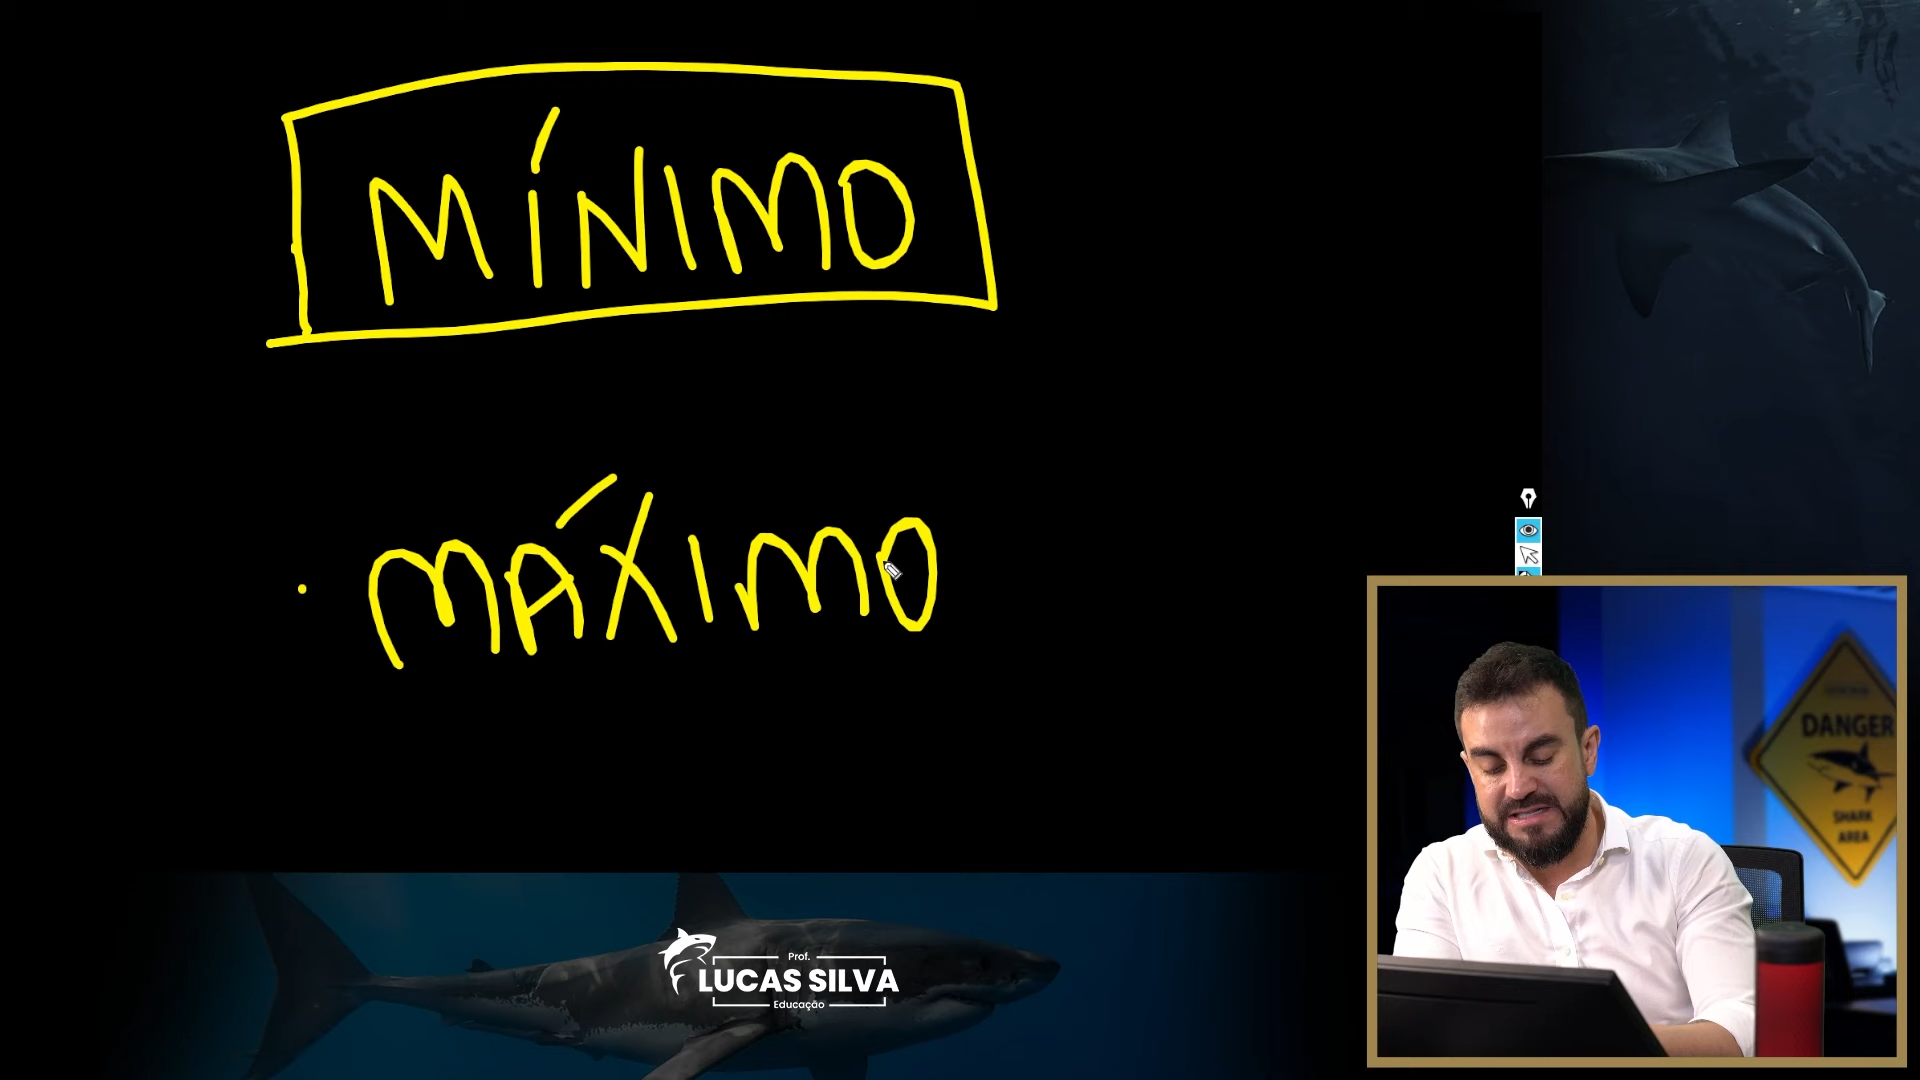 MÍNIMO
MÁXIMO
DANGER
SHARK
AREA
Prof.
LUCAS SILVA
Educação